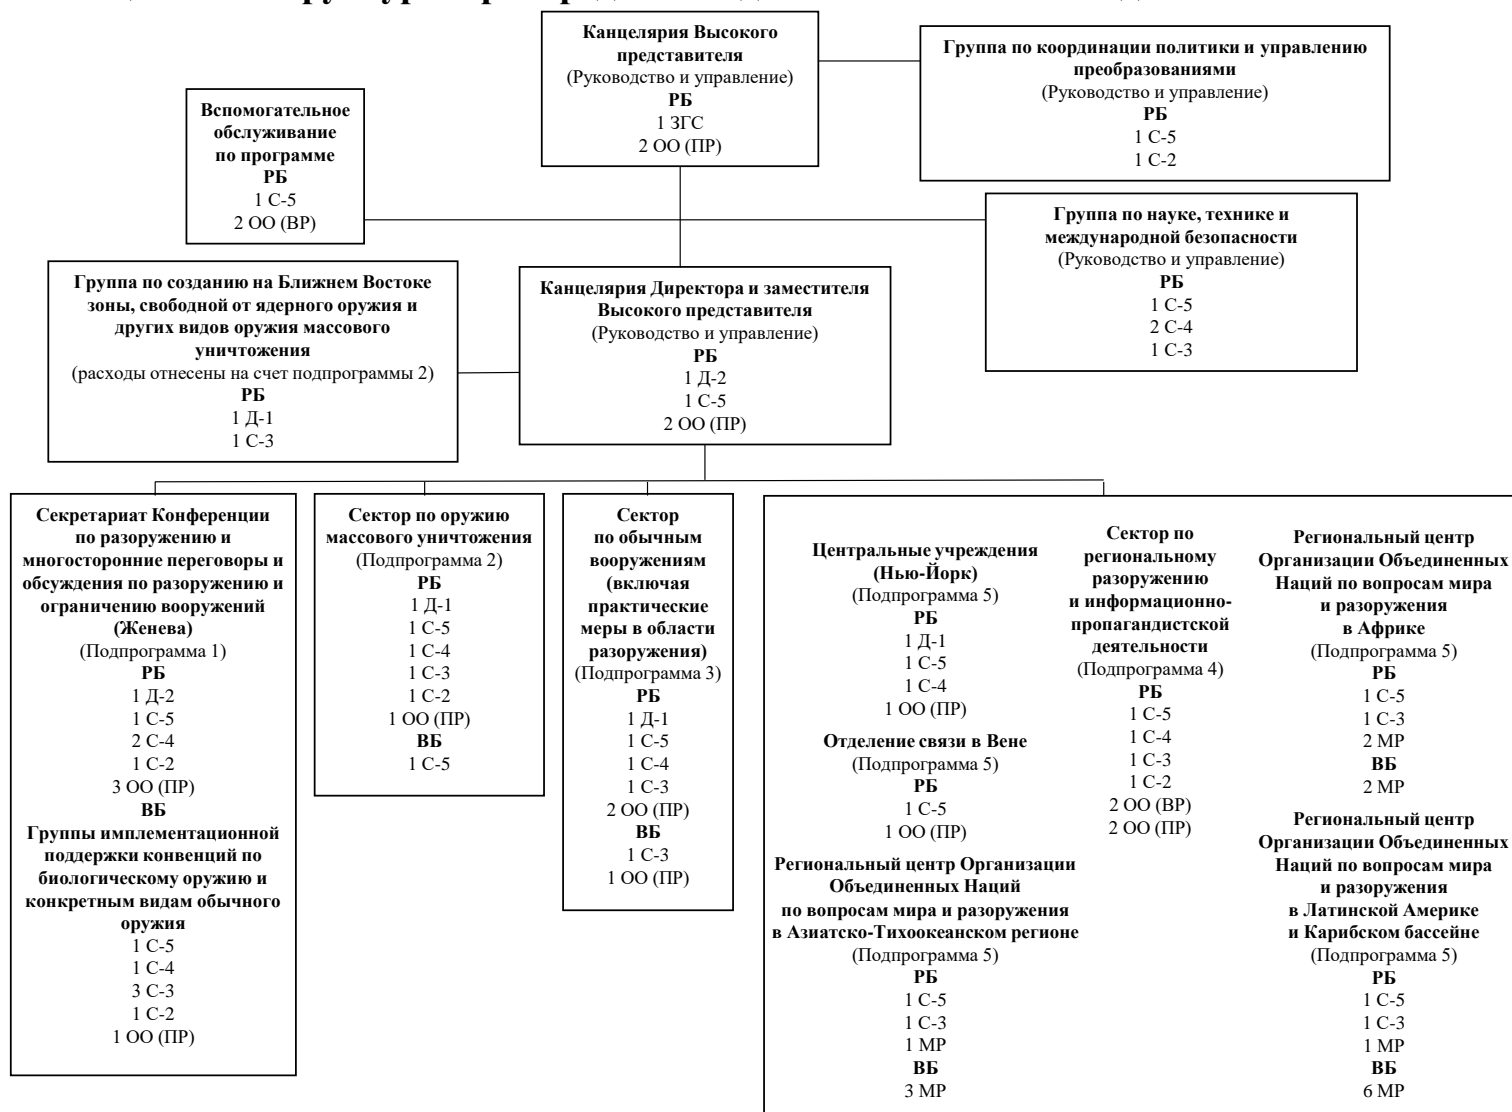 Канцелярия Высокого
представителя
(Руководство и управление)
РБ
1 ЗГС
2 ОО (ПР)
Группа по координации политики и управлению
преобразованиями
(Руководство и управление)
РБ
1 С-5
1 С-2
Вспомогательное
обслуживание
по программе
РБ
1 С-5
2 ОО (ВР)
Группа по науке, технике и
международной безопасности
(Руководство и управление)
РБ
1 С-5
2 С-4
1 С-3
Группа по созданию на Ближнем Востоке
зоны, свободной от ядерного оружия и
других видов оружия массового
уничтожения
(расходы отнесены на счет подпрограммы 2)
РБ
1 Д-1
1 С-3
Канцелярия Директора и заместителя
Высокого представителя
(Руководство и управление)
РБ
1 Д-2
1 С-5
2 ОО (ПР)
Секретариат Конференции
по разоружению и
многосторонние переговоры и
обсуждения по разоружению и
ограничению вооружений
(Женева)
(Подпрограмма 1)
РБ
1 Д-2
1 С-5
2 С-4
1 С-2
3 ОО (ПР)
ВБ
Группы имплементационной
поддержки конвенций по
биологическому оружию и
конкретным видам обычного
оружия
1 С-5
1 С-4
3 С-3
1 С-2
1 ОО (ПР)
Сектор по оружию
массового уничтожения
(Подпрограмма 2)
РБ
1 Д-1
1 С-5
1 С-4
1 С-3
1 С-2
1 ОО (ПР)
ВБ
1 С-5
Сектор
по обычным
вооружениям
(включая
практические
меры в области
разоружения)
(Подпрограмма 3)
РБ
1 Д-1
1 С-5
1 С-4
1 С-3
2 ОО (ПР)
ВБ
1 С-3
1 ОО (ПР)
Центральные учреждения
(Нью-Йорк)
(Подпрограмма 5)
РБ
1 Д-1
1 С-5
1 С-4
1 ОО (ПР)
Отделение связи в Вене
(Подпрограмма 5)
РБ
1 С-5
1 ОО (ПР)
Региональный центр Организации
Объединенных Наций
по вопросам мира и разоружения
в Азиатско-Тихоокеанском регионе
(Подпрограмма 5)
РБ
1 С-5
1 С-3
1 МР
ВБ
3 МР
Сектор по
региональному
разоружению
и информационно-
пропагандистской
деятельности
(Подпрограмма 4)
РБ
1 С-5
1 С-4
1 С-3
1 С-2
2 ОО (ВР)
2 ОО (ПР)
Региональный центр
Организации Объединенных
Наций по вопросам мира
и разоружения
в Африке
(Подпрограмма 5)
РБ
1 С-5
1 С-3
2 МР
ВБ
2 МР
Региональный центр
Организации Объединенных
Наций по вопросам мира
и разоружения
в Латинской Америке
и Карибском бассейне
(Подпрограмма 5)
РБ
1 С-5
1 С-3
1 МР
ВБ
6 МР